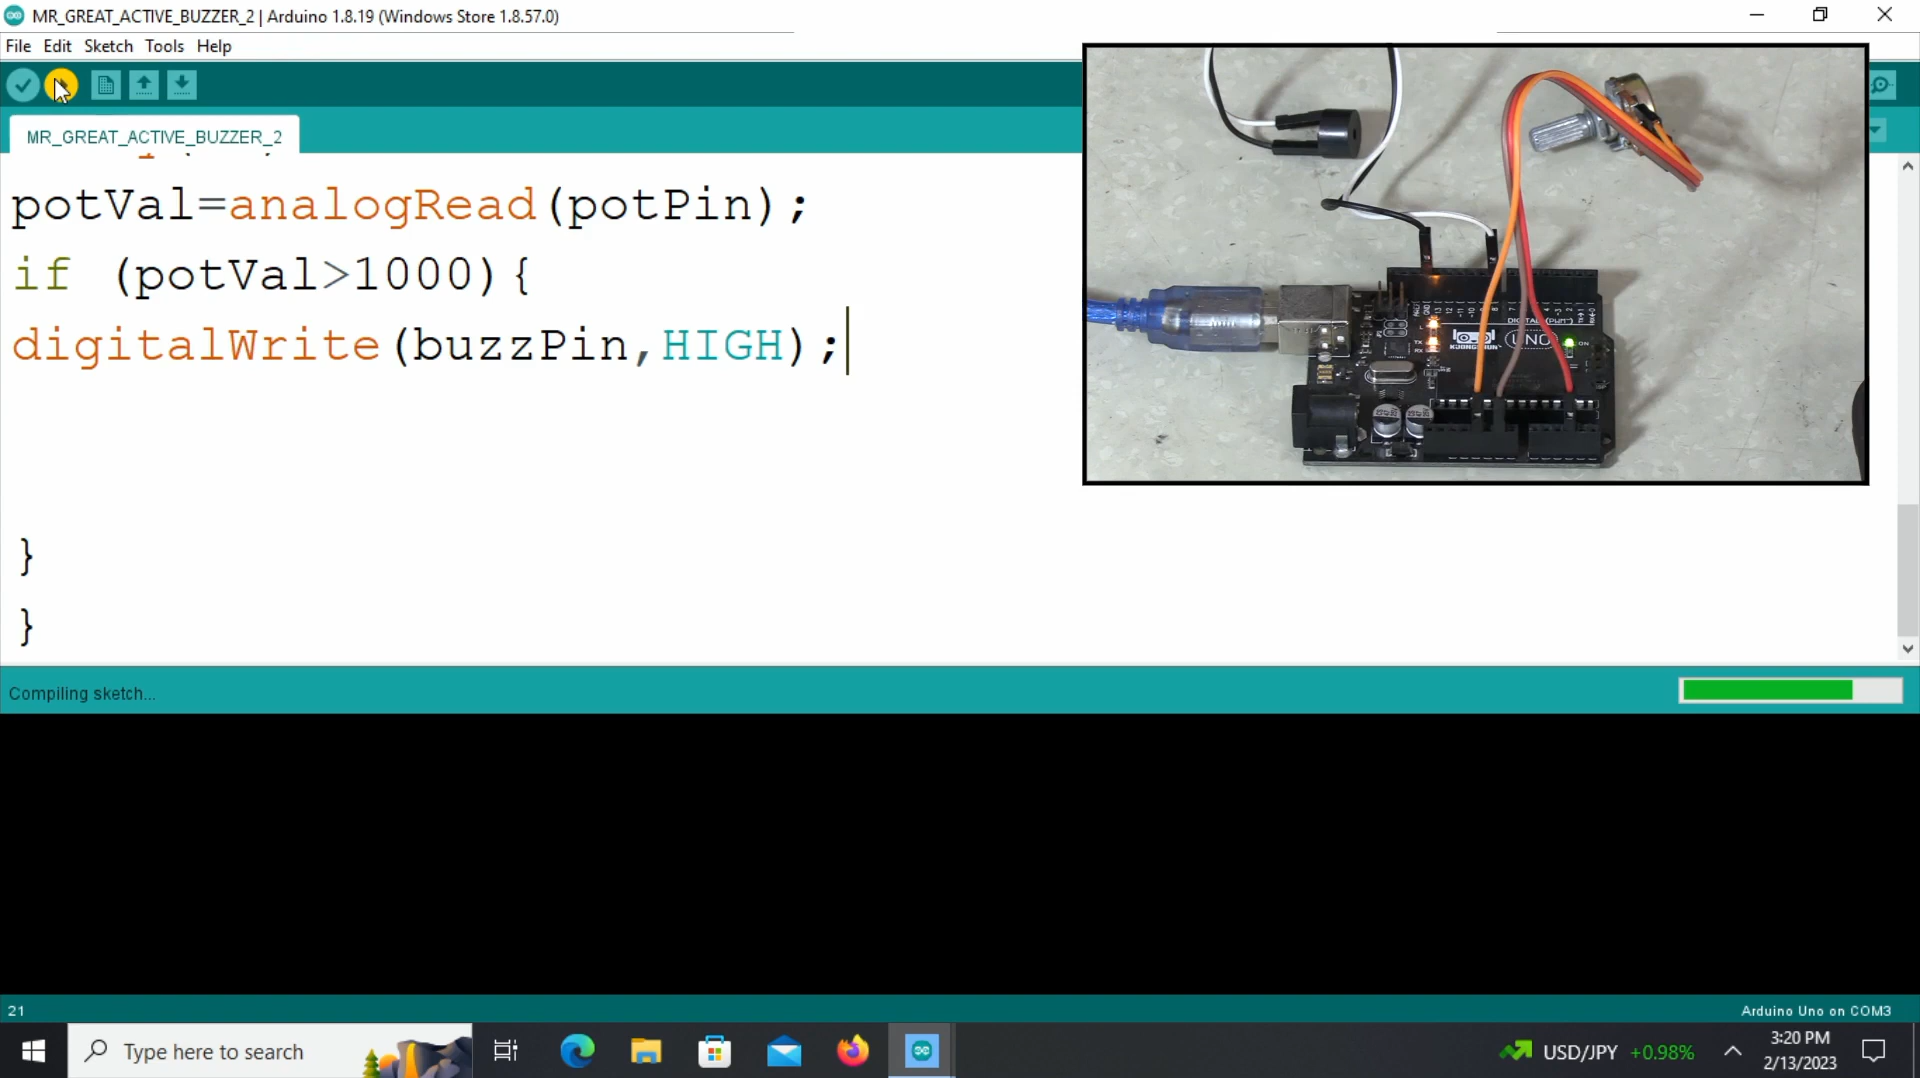 MR_GREAT_ACTIVE_BUZZER_2 | Arduino 1.8.19 (Windows Store 1.8.57.0)
File Edit Sketch Tools Help
MR_GREAT_ACTIVE_BUZZER_2
potVal=analogRead(potPin);
if (potVal>1000){
digitalWrite(buzzPin,HIGH);
}
}
UNO
ON
Compiling sketch...
21
Arduino Uno on COM3
Type here to search
USD/JPY +0.98%
3:20 PM
2/13/2023